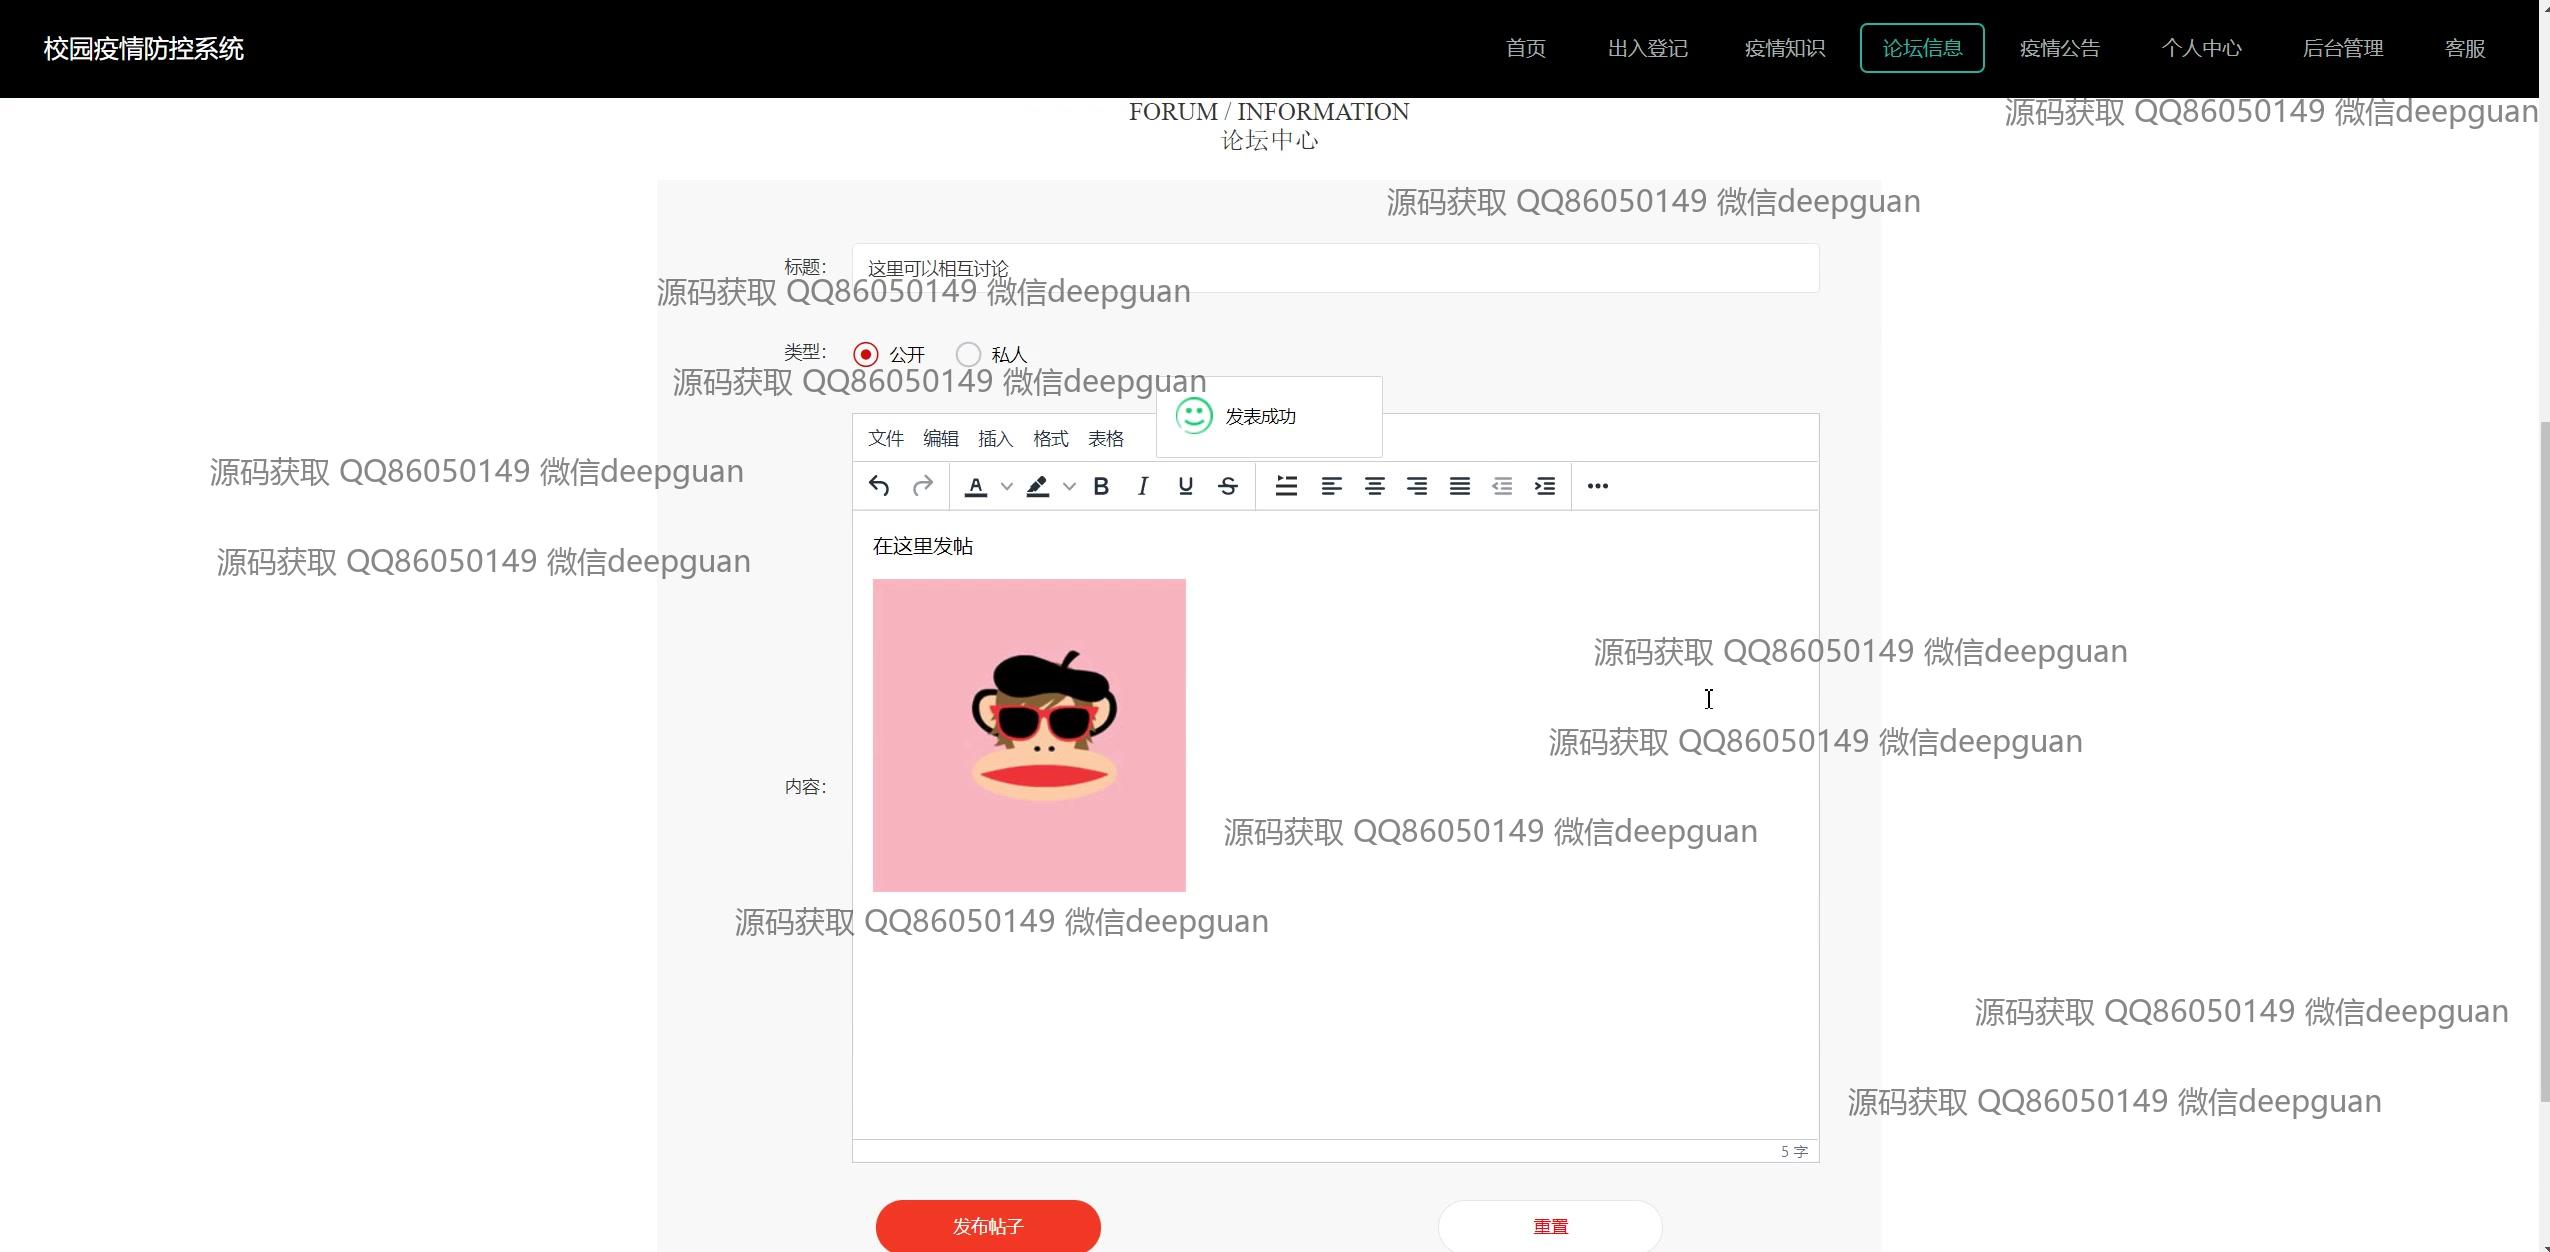 校园疫情防控系统
首页 出入登记 疫情知识 论坛信息 疫情公告 个人中心 后台管理 客服
FORUM / INFORMATION
源码获取 QQ86050149 微信deepguan
论坛中心
源码获取 QQ86050149 微信deepguan
标题：
这里可以相互讨论
源码获取 QQ86050149 微信deepguan
类型：
公开 私人
源码获取 QQ86050149 微信deepguan
发表成功
文件 编辑 插入 格式 表格
源码获取 QQ86050149 微信deepguan
在这里发帖
源码获取 QQ86050149 微信deepguan
源码获取 QQ86050149 微信deepguan
源码获取 QQ86050149 微信deepguan
内容：
源码获取 QQ86050149 微信deepguan
源码获取 QQ86050149 微信deepguan
源码获取 QQ86050149 微信deepguan
源码获取 QQ86050149 微信deepguan
5 字
发布帖子
重置